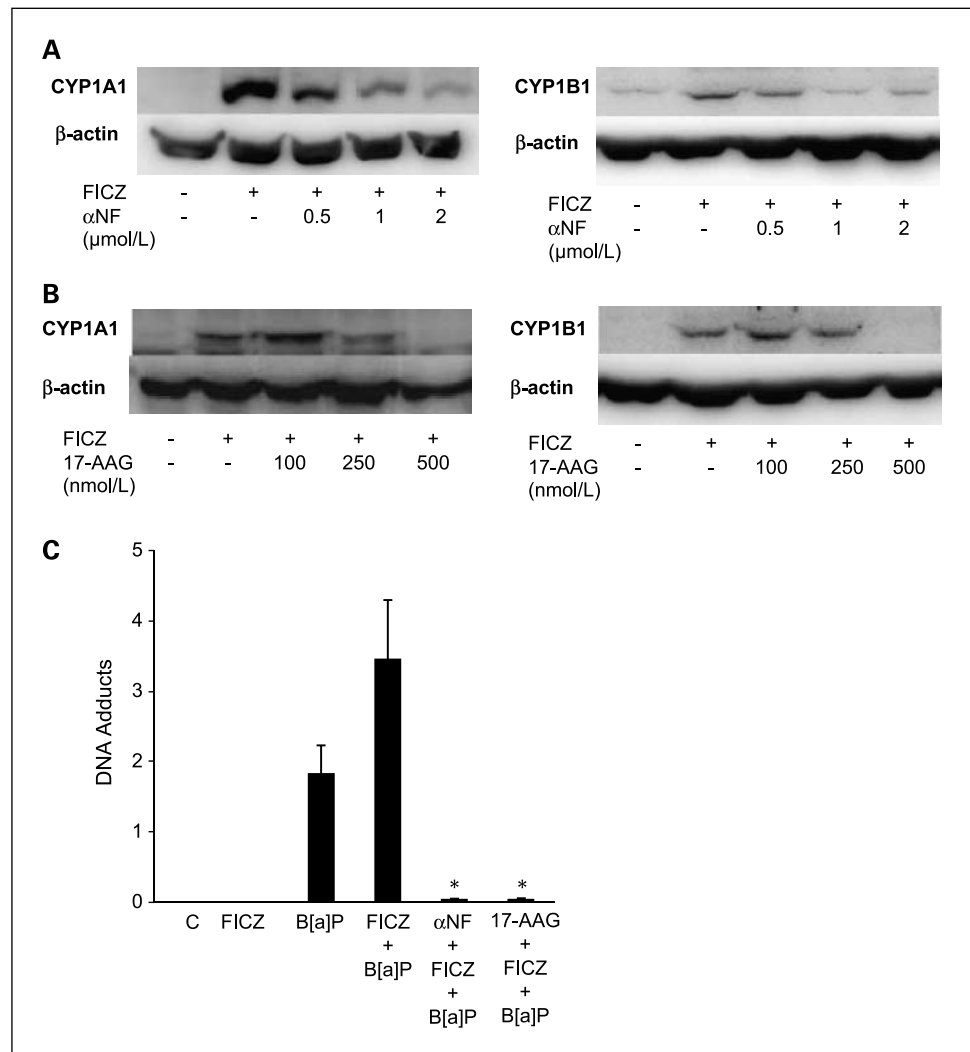 A
CYP1A1
β-actin
FICZ - + + + +
αNF - - 0.5 1 2
(μmol/L)
CYP1B1
β-actin
FICZ - + + + +
αNF - - 0.5 1 2
(μmol/L)
B
CYP1A1
β-actin
FICZ - + + + +
17-AAG - - 100 250 500
(nmol/L)
CYP1B1
β-actin
FICZ - + + + +
17-AAG - - 100 250 500
(nmol/L)
C
DNA Adducts
5
4
3
2
1
0
C
FICZ
B[a]P
FICZ
+
B[a]P
*
αNF
+
FICZ
+
B[a]P
*
17-AAG
+
FICZ
+
B[a]P